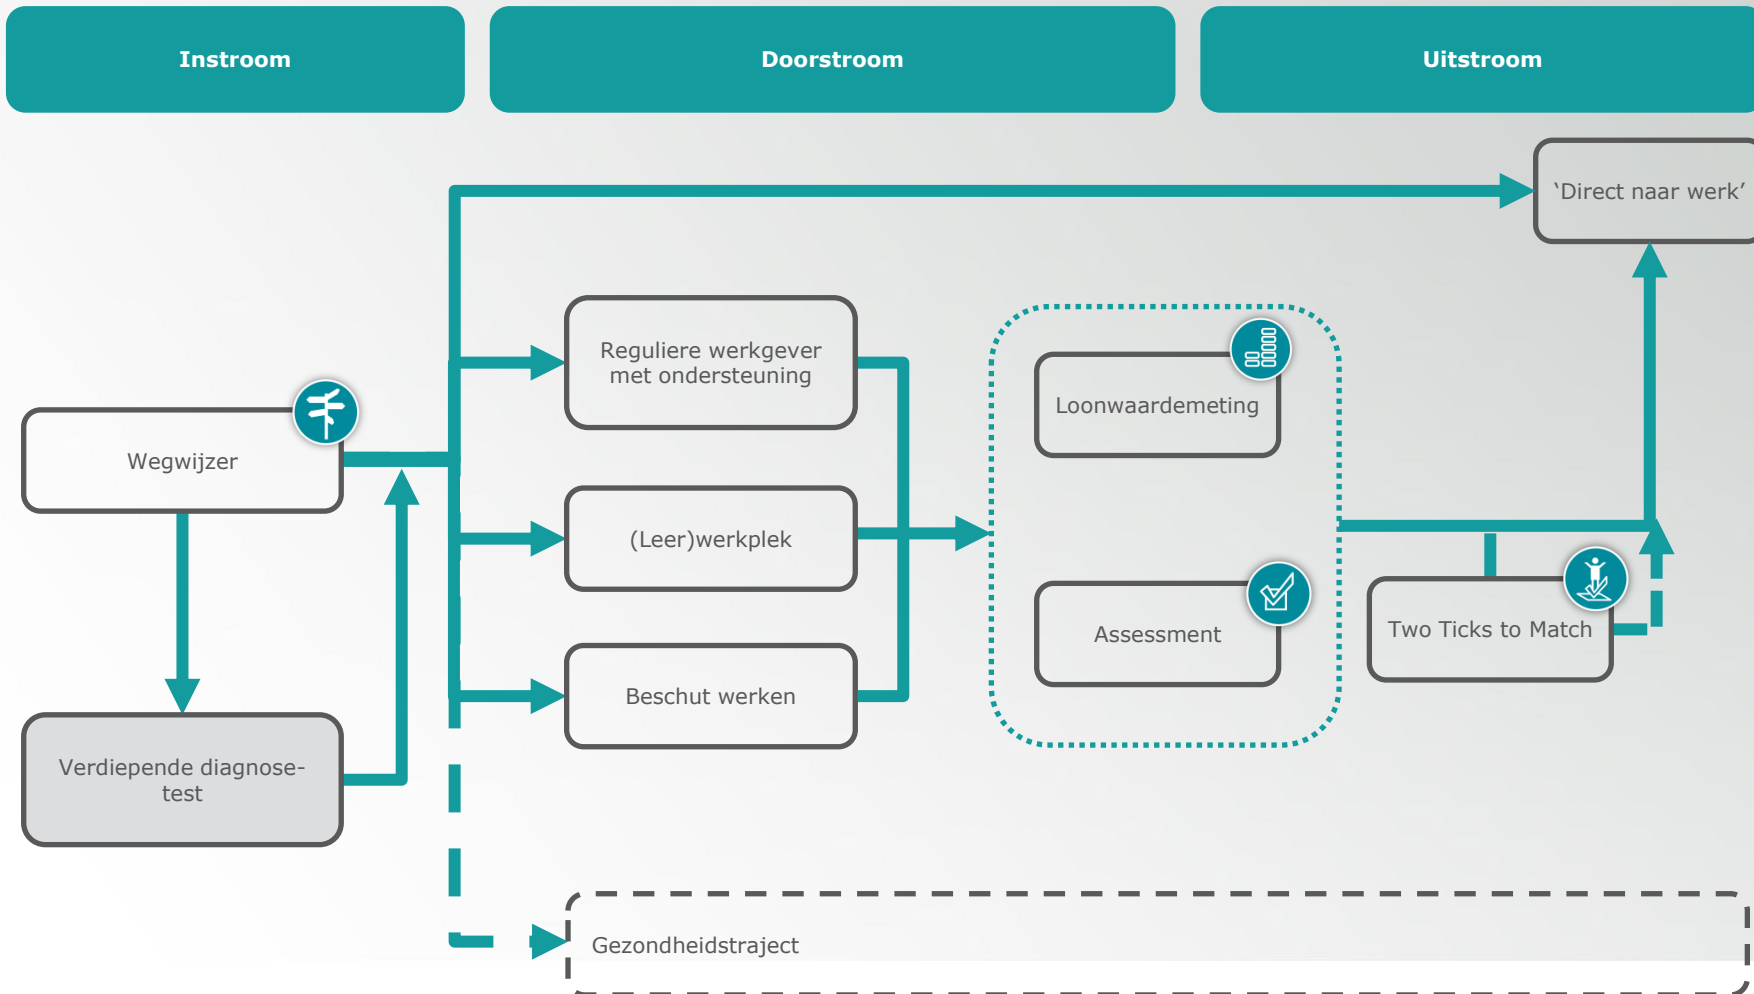 Instroom
Doorstroom
Uitstroom
‘Direct naar werk’
Reguliere werkgever
met ondersteuning
Loonwaardemeting
Wegwijzer
(Leer)werkplek
Assessment
Two Ticks to Match
Beschut werken
Verdiepende diagnose-
test
Gezondheidstraject